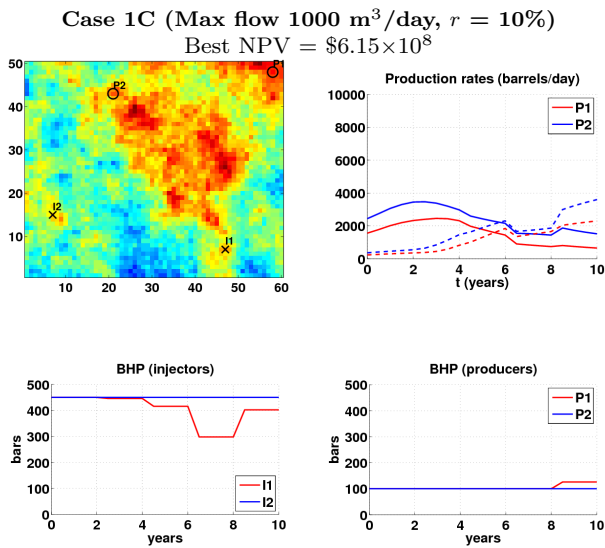 Case 1C (Max flow 1000 m³/day, r = 10%)
Best NPV = $6.15×10⁸
50
40
30
20
10
10 20 30 40 50 60
P1
P2
I2
I1
Production rates (barrels/day)
10000
8000
6000
4000
2000
0
0 2 4 6 8 10
t (years)
P1
P2
BHP (injectors)
500
400
300
200
100
0
bars
0 2 4 6 8 10
years
I1
I2
BHP (producers)
500
400
300
200
100
0
bars
0 2 4 6 8 10
years
P1
P2